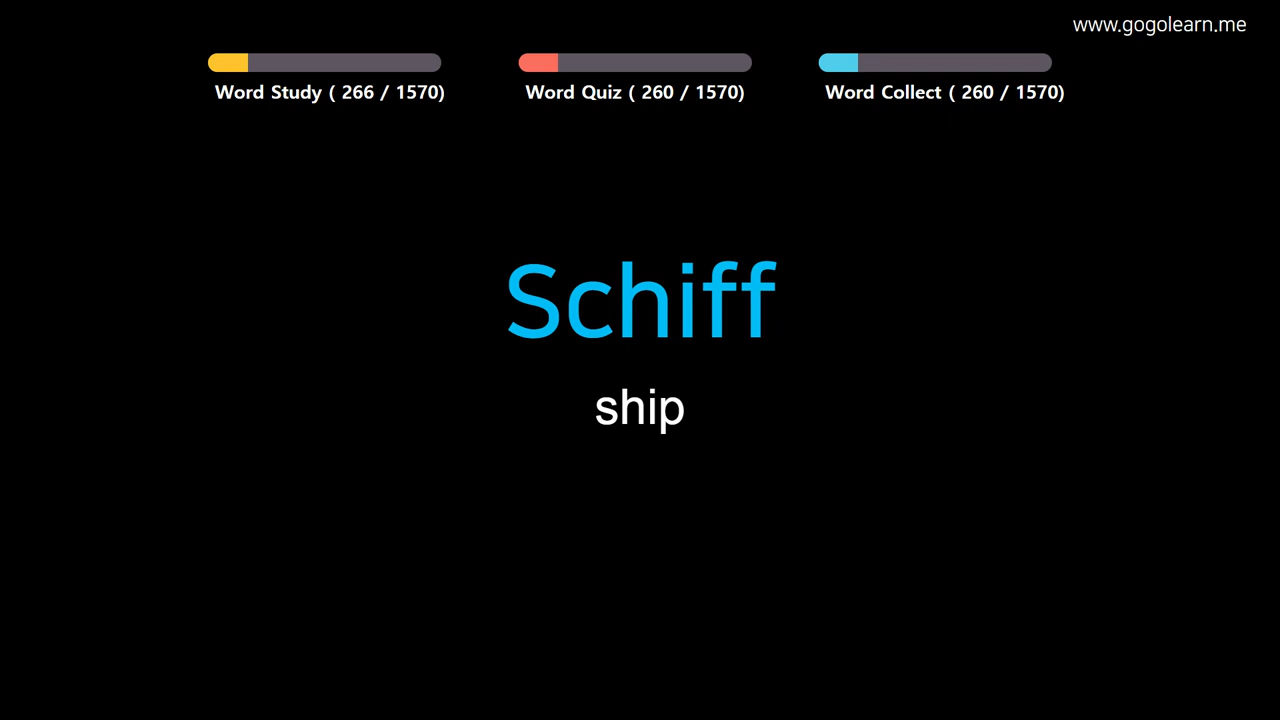 www.gogolearn.me
Word Study ( 266 / 1570)
Word Quiz ( 260 / 1570)
Word Collect ( 260 / 1570)
Schiff
ship